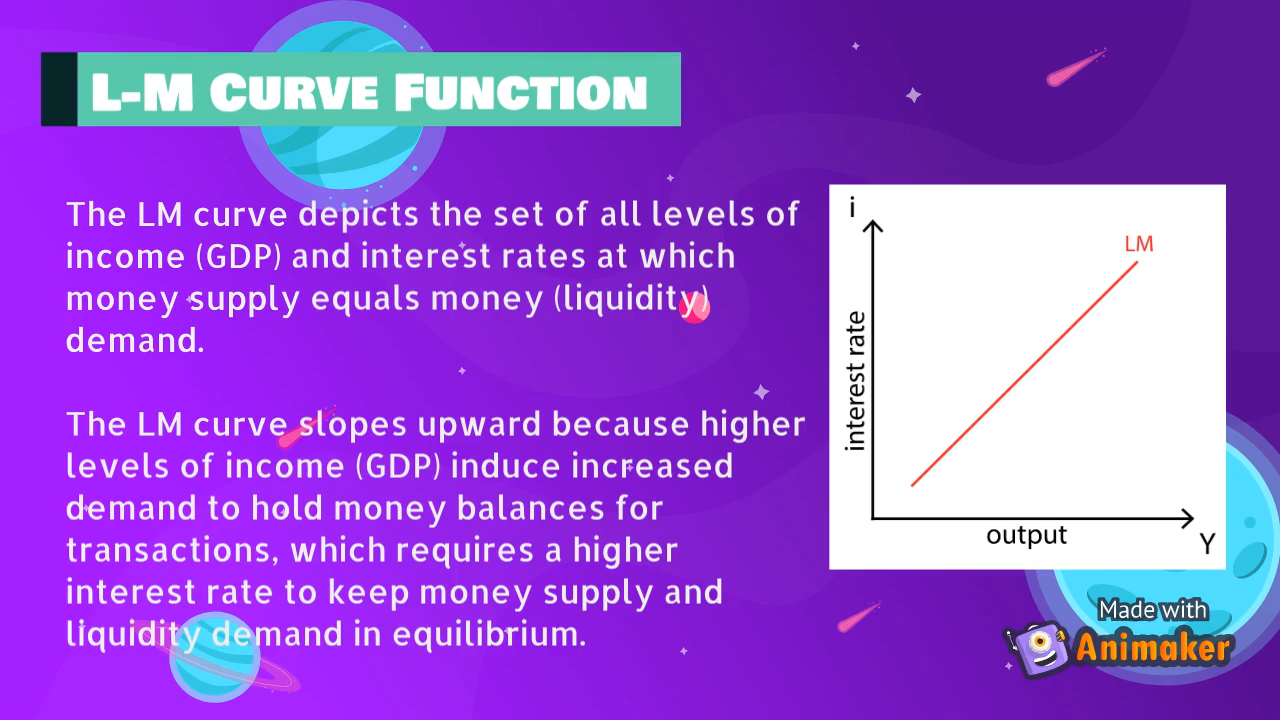 L-M CURVE FUNCTION
The LM curve depicts the set of all levels of
income (GDP) and interest rates at which
money supply equals money (liquidity)
demand.
The LM curve slopes upward because higher
levels of income (GDP) induce increased
demand to hold money balances for
transactions, which requires a higher
interest rate to keep money supply and
liquidity demand in equilibrium.
i
LM
interest rate
output
Y
Made with
Animaker